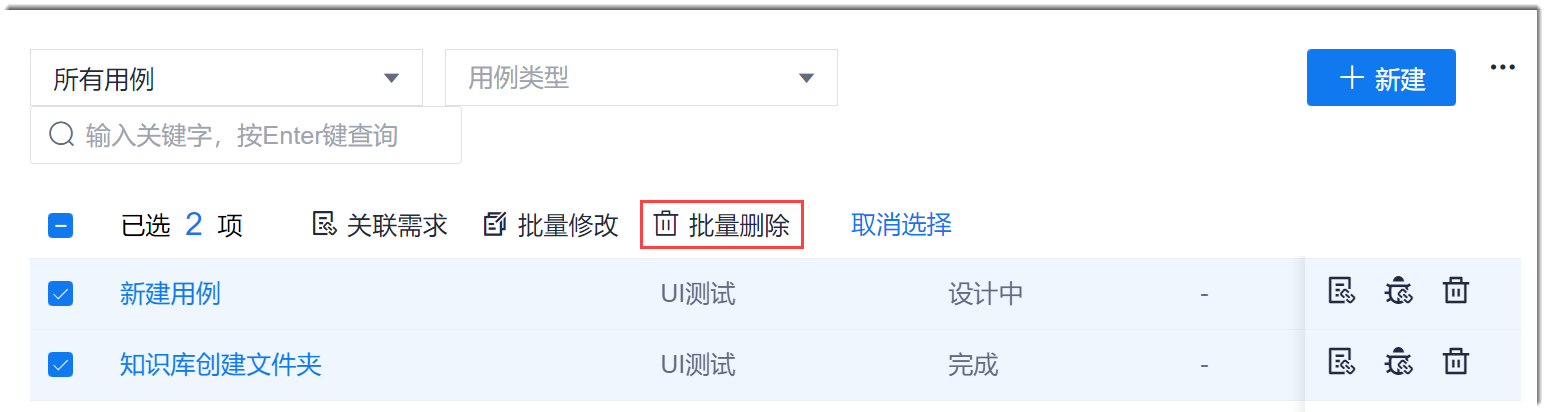 所有用例 用例类型 新建 ...
输入关键字，按Enter键查询
已选 2 项 关联需求 批量修改 批量删除 取消选择
新建用例 UI测试 设计中 -
知识库创建文件夹 UI测试 完成 -